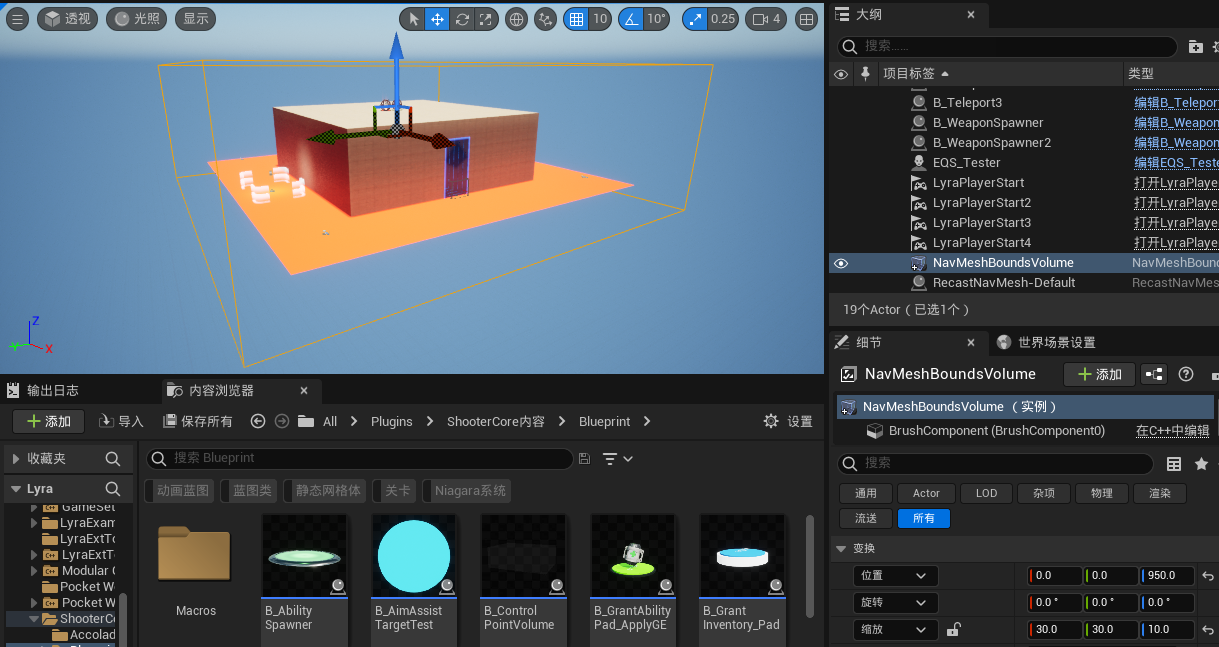 透视
光照
显示
10
10°
0.25
4
Z
X
大纲
搜索......
项目标签
类型
B_Teleport3
编辑B_Telepor
B_WeaponSpawner
编辑B_Weapon
B_WeaponSpawner2
编辑B_Weapon
EQS_Tester
编辑EQS_Teste
LyraPlayerStart
打开LyraPlaye
LyraPlayerStart2
打开LyraPlaye
LyraPlayerStart3
打开LyraPlaye
LyraPlayerStart4
打开LyraPlaye
NavMeshBoundsVolume
NavMeshBound
RecastNavMesh-Default
RecastNavMes
19个Actor（已选1个）
细节
世界场景设置
NavMeshBoundsVolume
添加
NavMeshBoundsVolume （实例）
BrushComponent (BrushComponent0)
在C++中编辑
搜索
通用
Actor
LOD
杂项
物理
渲染
流送
所有
变换
位置
0.0
0.0
950.0
旋转
0.0 °
0.0 °
0.0 °
缩放
30.0
30.0
10.0
输出日志
内容浏览器
添加
导入
保存所有
All
Plugins
ShooterCore内容
Blueprint
设置
收藏夹
Lyra
GameSet
LyraExam
LyraExtTo
LyraExtT
Modular G
Pocket W
Pocket W
ShooterCo
Accolad
搜索 Blueprint
动画蓝图
蓝图类
静态网格体
关卡
Niagara系统
Macros
B_Ability
Spawner
B_AimAssist
TargetTest
B_Control
PointVolume
B_GrantAbility
Pad_ApplyGE
B_Grant
Inventory_Pad